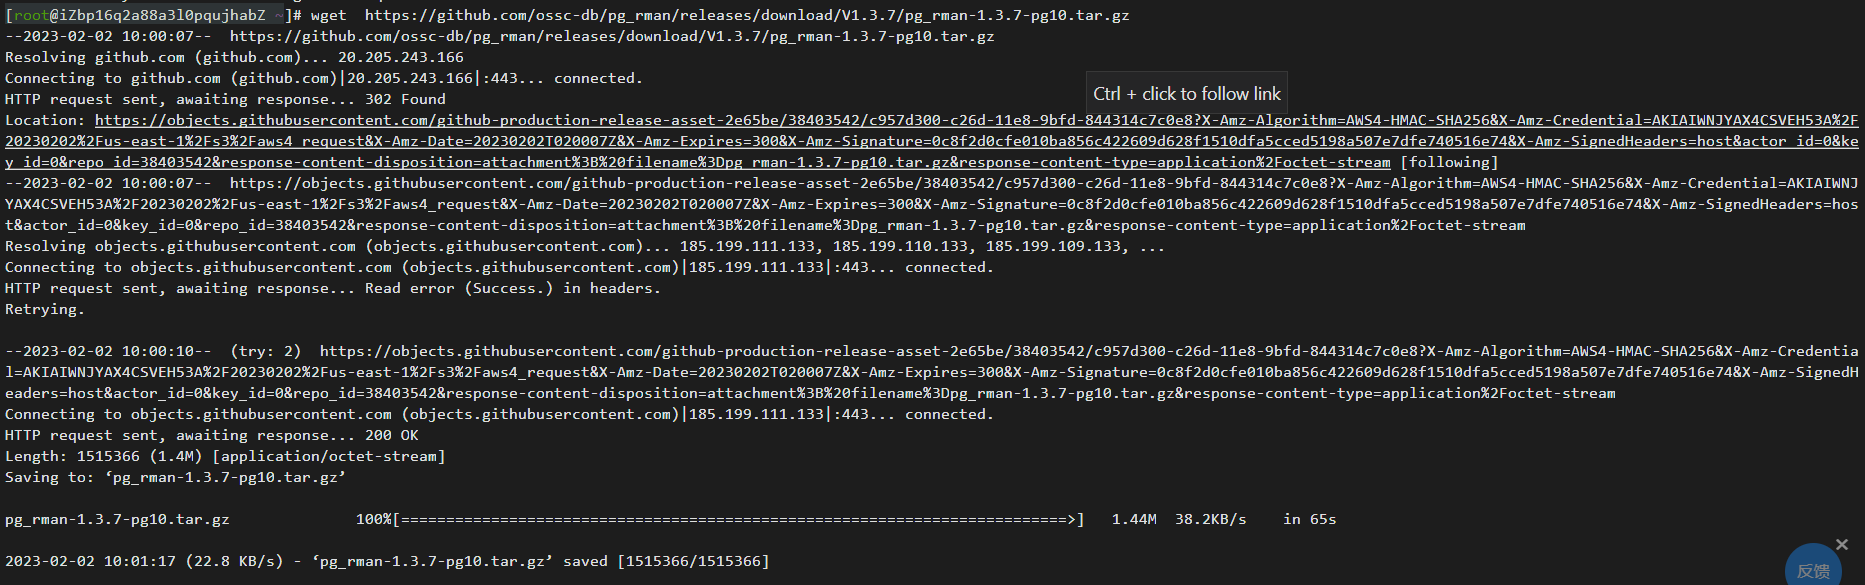 [root@iZbp16q2a88a3l0pqujhabZ ~]# wget  https://github.com/ossc-db/pg_rman/releases/download/V1.3.7/pg_rman-1.3.7-pg10.tar.gz
--2023-02-02 10:00:07--  https://github.com/ossc-db/pg_rman/releases/download/V1.3.7/pg_rman-1.3.7-pg10.tar.gz
Resolving github.com (github.com)... 20.205.243.166
Connecting to github.com (github.com)|20.205.243.166|:443... connected.
Ctrl + click to follow link
HTTP request sent, awaiting response... 302 Found
Location: https://objects.githubusercontent.com/github-production-release-asset-2e65be/38403542/c957d300-c26d-11e8-9bfd-844314c7c0e8?X-Amz-Algorithm=AWS4-HMAC-SHA256&X-Amz-Credential=AKIAIWNJYAX4CSVEH53A%2F
20230202%2Fus-east-1%2Fs3%2Faws4_request&X-Amz-Date=20230202T020007Z&X-Amz-Expires=300&X-Amz-Signature=0c8f2d0cfe010ba856c422609d628f1510dfa5cced5198a507e7dfe740516e74&X-Amz-SignedHeaders=host&actor_id=0&ke
y_id=0&repo_id=38403542&response-content-disposition=attachment%3B%20filename%3Dpg_rman-1.3.7-pg10.tar.gz&response-content-type=application%2Foctet-stream [following]
--2023-02-02 10:00:07--  https://objects.githubusercontent.com/github-production-release-asset-2e65be/38403542/c957d300-c26d-11e8-9bfd-844314c7c0e8?X-Amz-Algorithm=AWS4-HMAC-SHA256&X-Amz-Credential=AKIAIWNJ
YAX4CSVEH53A%2F20230202%2Fus-east-1%2Fs3%2Faws4_request&X-Amz-Date=20230202T020007Z&X-Amz-Expires=300&X-Amz-Signature=0c8f2d0cfe010ba856c422609d628f1510dfa5cced5198a507e7dfe740516e74&X-Amz-SignedHeaders=hos
t&actor_id=0&key_id=0&repo_id=38403542&response-content-disposition=attachment%3B%20filename%3Dpg_rman-1.3.7-pg10.tar.gz&response-content-type=application%2Foctet-stream
Resolving objects.githubusercontent.com (objects.githubusercontent.com)... 185.199.111.133, 185.199.110.133, 185.199.109.133, ...
Connecting to objects.githubusercontent.com (objects.githubusercontent.com)|185.199.111.133|:443... connected.
HTTP request sent, awaiting response... Read error (Success.) in headers.
Retrying.
--2023-02-02 10:00:10--  (try: 2)  https://objects.githubusercontent.com/github-production-release-asset-2e65be/38403542/c957d300-c26d-11e8-9bfd-844314c7c0e8?X-Amz-Algorithm=AWS4-HMAC-SHA256&X-Amz-Credentia
l=AKIAIWNJYAX4CSVEH53A%2F20230202%2Fus-east-1%2Fs3%2Faws4_request&X-Amz-Date=20230202T020007Z&X-Amz-Expires=300&X-Amz-Signature=0c8f2d0cfe010ba856c422609d628f1510dfa5cced5198a507e7dfe740516e74&X-Amz-SignedH
eaders=host&actor_id=0&key_id=0&repo_id=38403542&response-content-disposition=attachment%3B%20filename%3Dpg_rman-1.3.7-pg10.tar.gz&response-content-type=application%2Foctet-stream
Connecting to objects.githubusercontent.com (objects.githubusercontent.com)|185.199.111.133|:443... connected.
HTTP request sent, awaiting response... 200 OK
Length: 1515366 (1.4M) [application/octet-stream]
Saving to: ‘pg_rman-1.3.7-pg10.tar.gz’
pg_rman-1.3.7-pg10.tar.gz              100%[==========================================================================>]   1.44M  38.2KB/s    in 65s
2023-02-02 10:01:17 (22.8 KB/s) - ‘pg_rman-1.3.7-pg10.tar.gz’ saved [1515366/1515366]
反馈